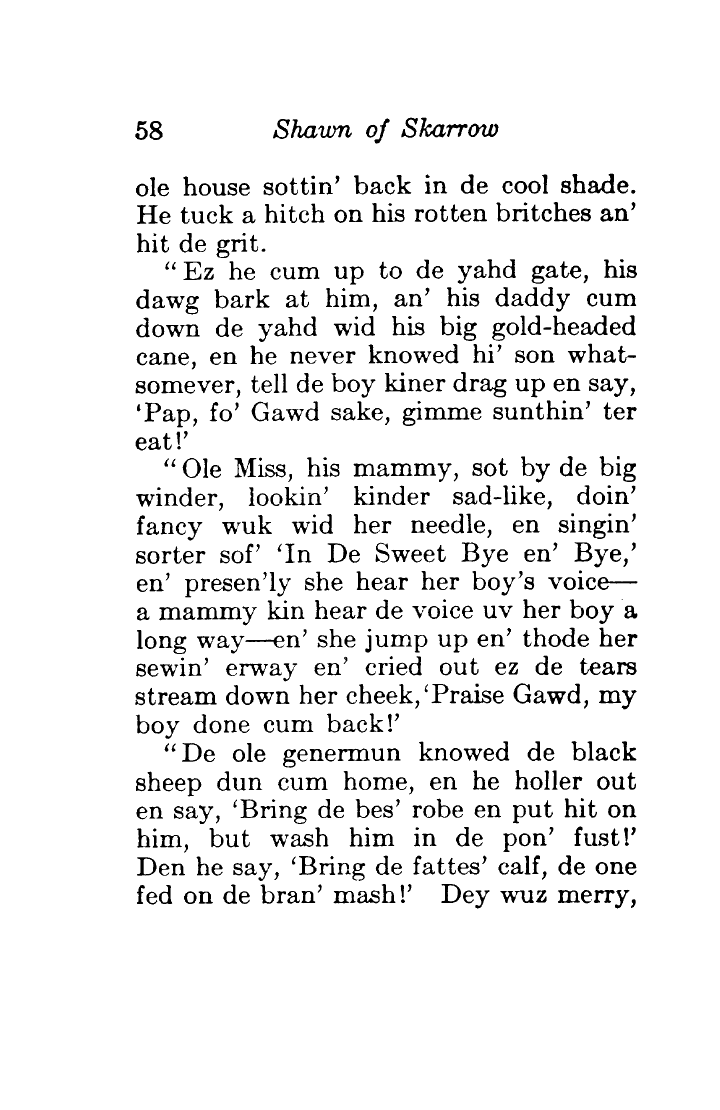 58 Shawn of Skarrow
ole house sottin' back in de cool shade.
He tuck a hitch on his rotten britches an'
hit de grit.
“Ez he cum up to de yahd gate, his
dawg bark at him, an' his daddy cum
down de yahd wid his big gold-headed
cane, en he never knowed hi' son what-
somever, tell de boy kiner drag up en say,
‘Pap, fo' Gawd sake, gimme sunthin' ter
eat!’
“Ole Miss, his mammy, sot by de big
winder, lookin' kinder sad-like, doin'
fancy wuk wid her needle, en singin'
sorter sof' ‘In De Sweet Bye en' Bye,’
en' presen'ly she hear her boy's voice—
a mammy kin hear de voice uv her boy a
long way—en' she jump up en' thode her
sewin' erway en' cried out ez de tears
stream down her cheek, ‘Praise Gawd, my
boy done cum back!’
“De ole genermun knowed de black
sheep dun cum home, en he holler out
en say, ‘Bring de bes' robe en put hit on
him, but wash him in de pon' fust!’
Den he say, ‘Bring de fattes' calf, de one
fed on de bran' mash!’ Dey wuz merry,